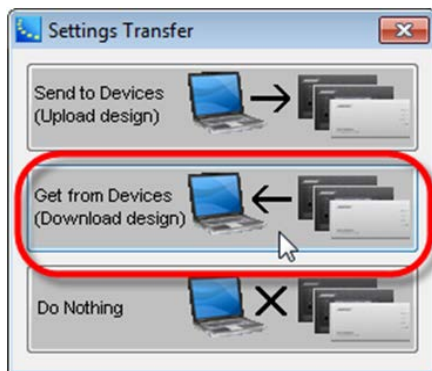 Settings Transfer
Send to Devices
(Upload design)
Get from Devices
(Download design)
Do Nothing